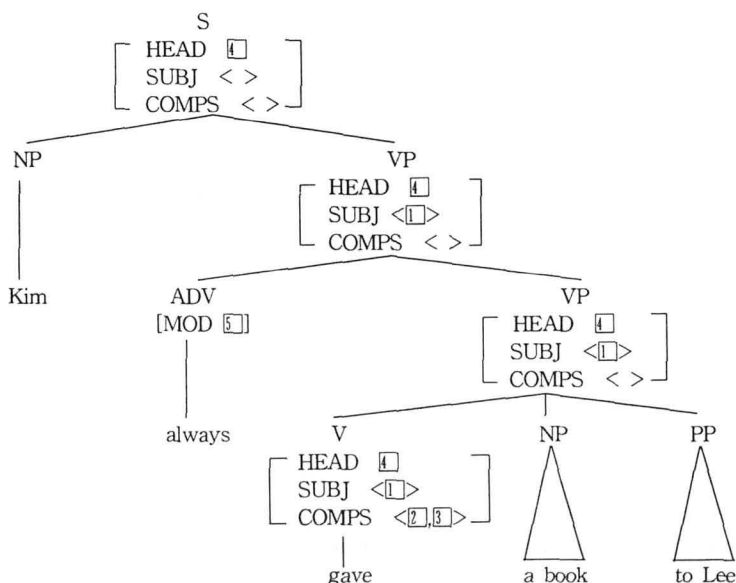 S
HEAD 4
SUBJ < >
COMPS < >
NP VP
HEAD 4
SUBJ <1>
COMPS < >
Kim ADV VP
[MOD 5] HEAD 4
SUBJ <1>
COMPS < >
always V NP PP
HEAD 4
SUBJ <1>
COMPS <2,3>
gave a book to Lee